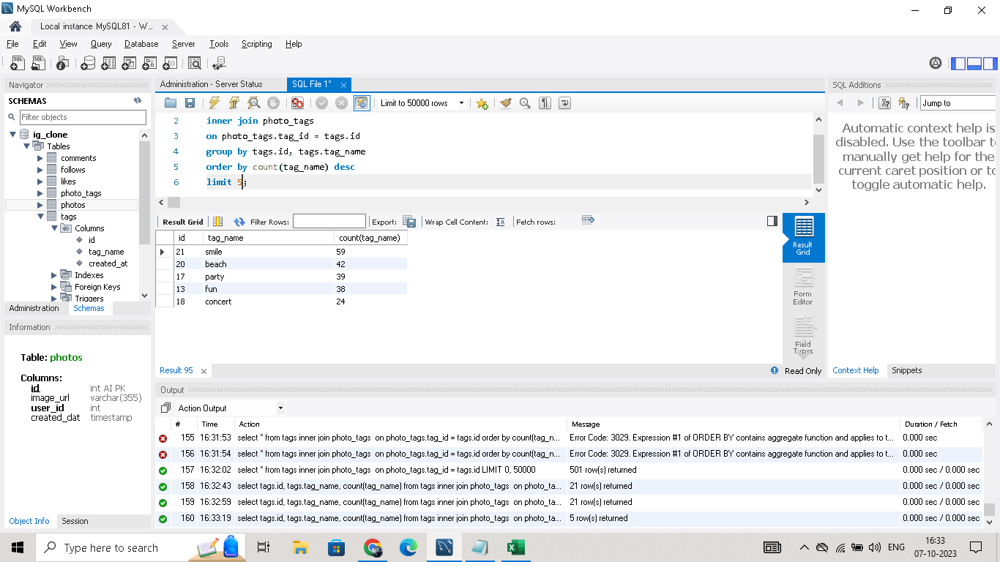 MySQL Workbench
Local instance MySQL81 - W...
File Edit View Query Database Server Tools Scripting Help
Navigator
SCHEMAS
Filter objects
ig_clone
Tables
comments
follows
likes
photo_tags
photos
tags
Columns
id
tag_name
created_at
Indexes
Foreign Keys
Triggers
Administration Schemas
Information
Table: photos
Columns:
id int AI PK
image_url varchar(355)
user_id int
created_dat timestamp
Object Info Session
Administration - Server Status SQL File 1*
Limit to 50000 rows
2 inner join photo_tags
3 on photo_tags.tag_id = tags.id
4 group by tags.id, tags.tag_name
5 order by count(tag_name) desc
6 limit 5;
Result Grid Filter Rows: Export: Wrap Cell Content: Fetch rows:
id tag_name count(tag_name)
21 smile 59
20 beach 42
17 party 39
13 fun 38
18 concert 24
Result Grid
Form Editor
Field Types
Result 95
Read Only
SQL Additions
Jump to
Automatic context help is
disabled. Use the toolbar to
manually get help for the
current caret position or to
toggle automatic help.
Context Help Snippets
Output
Action Output
# Time Action Message Duration / Fetch
155 16:31:53 select * from tags inner join photo_tags on photo_tags.tag_id = tags.id order by count(tag_n... Error Code: 3029. Expression #1 of ORDER BY contains aggregate function and applies to t... 0.000 sec
156 16:31:54 select * from tags inner join photo_tags on photo_tags.tag_id = tags.id order by count(tag_n... Error Code: 3029. Expression #1 of ORDER BY contains aggregate function and applies to t... 0.000 sec
157 16:32:02 select * from tags inner join photo_tags on photo_tags.tag_id = tags.id LIMIT 0, 50000 501 row(s) returned 0.000 sec / 0.000 sec
158 16:32:43 select tags.id, tags.tag_name, count(tag_name) from tags inner join photo_tags on photo_ta... 21 row(s) returned 0.000 sec / 0.000 sec
159 16:32:59 select tags.id, tags.tag_name, count(tag_name) from tags inner join photo_tags on photo_ta... 21 row(s) returned 0.000 sec / 0.000 sec
160 16:33:19 select tags.id, tags.tag_name, count(tag_name) from tags inner join photo_tags on photo_ta... 5 row(s) returned 0.000 sec / 0.000 sec
Type here to search
ENG
16:33
07-10-2023